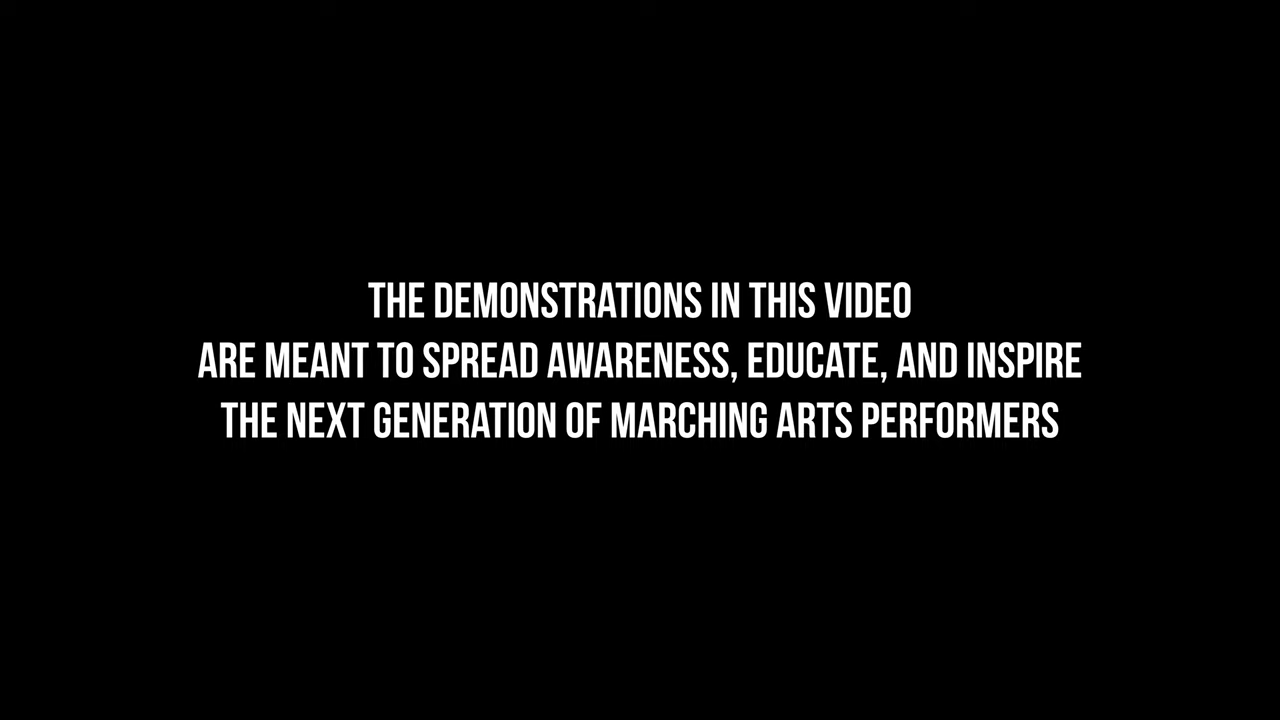 THE DEMONSTRATIONS IN THIS VIDEO
ARE MEANT TO SPREAD AWARENESS, EDUCATE, AND INSPIRE
THE NEXT GENERATION OF MARCHING ARTS PERFORMERS